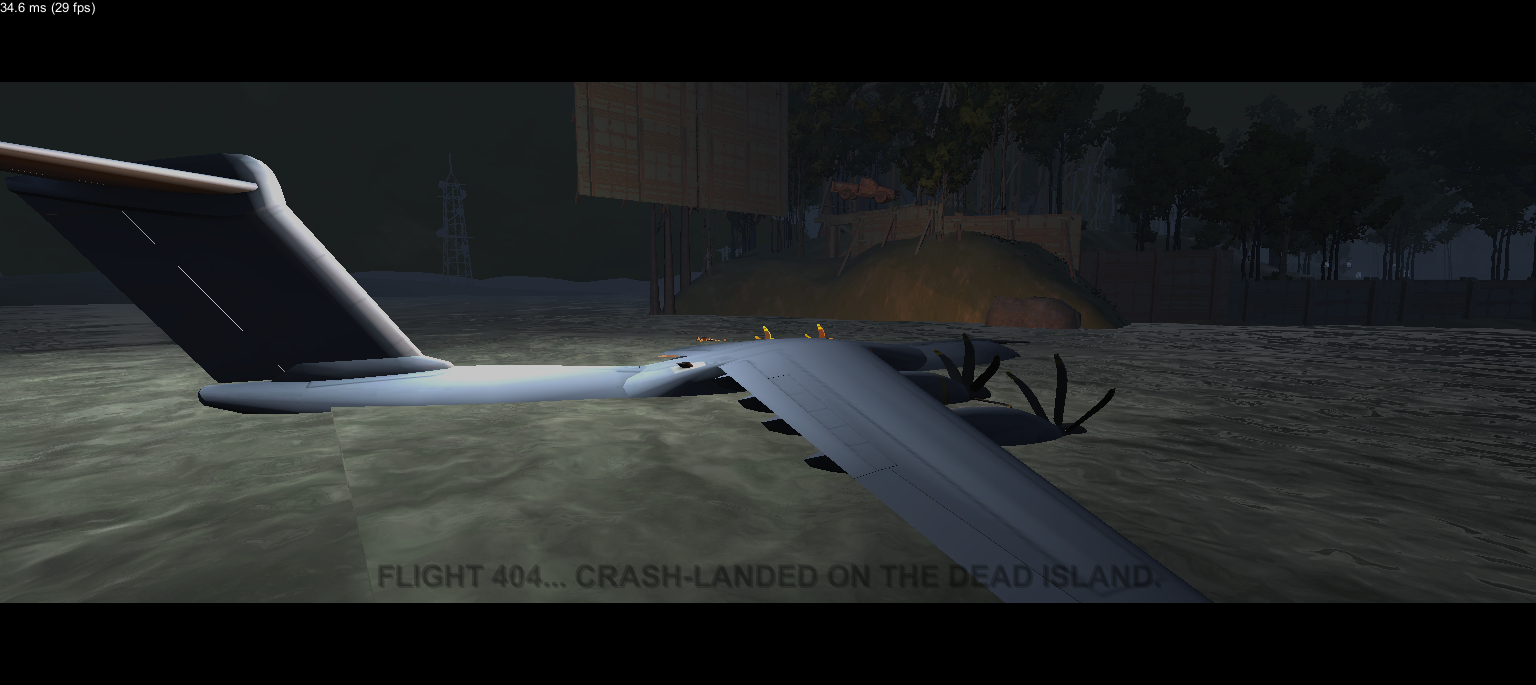 34.6 ms (29 fps)
FLIGHT 404... CRASH-LANDED ON THE DEAD ISLAND.